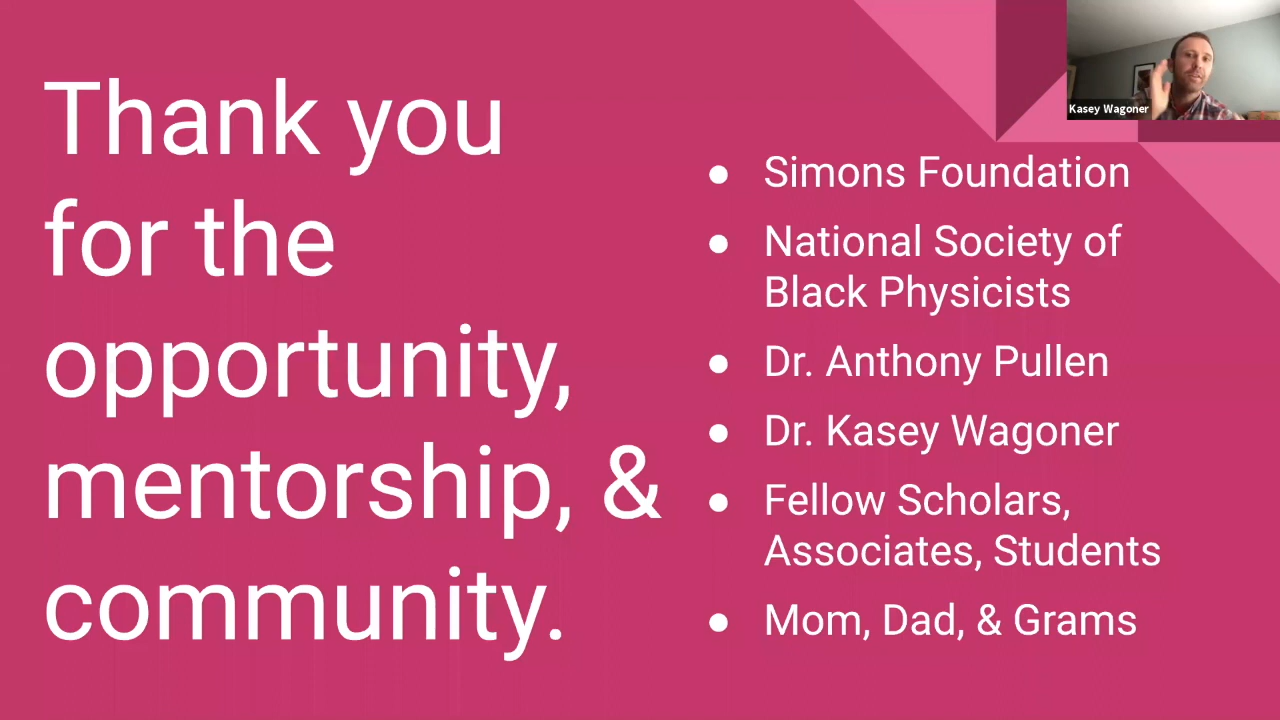 Thank you
for the
opportunity,
mentorship, &
community.
Kasey Wagoner
● Simons Foundation
● National Society of
Black Physicists
● Dr. Anthony Pullen
● Dr. Kasey Wagoner
● Fellow Scholars,
Associates, Students
● Mom, Dad, & Grams